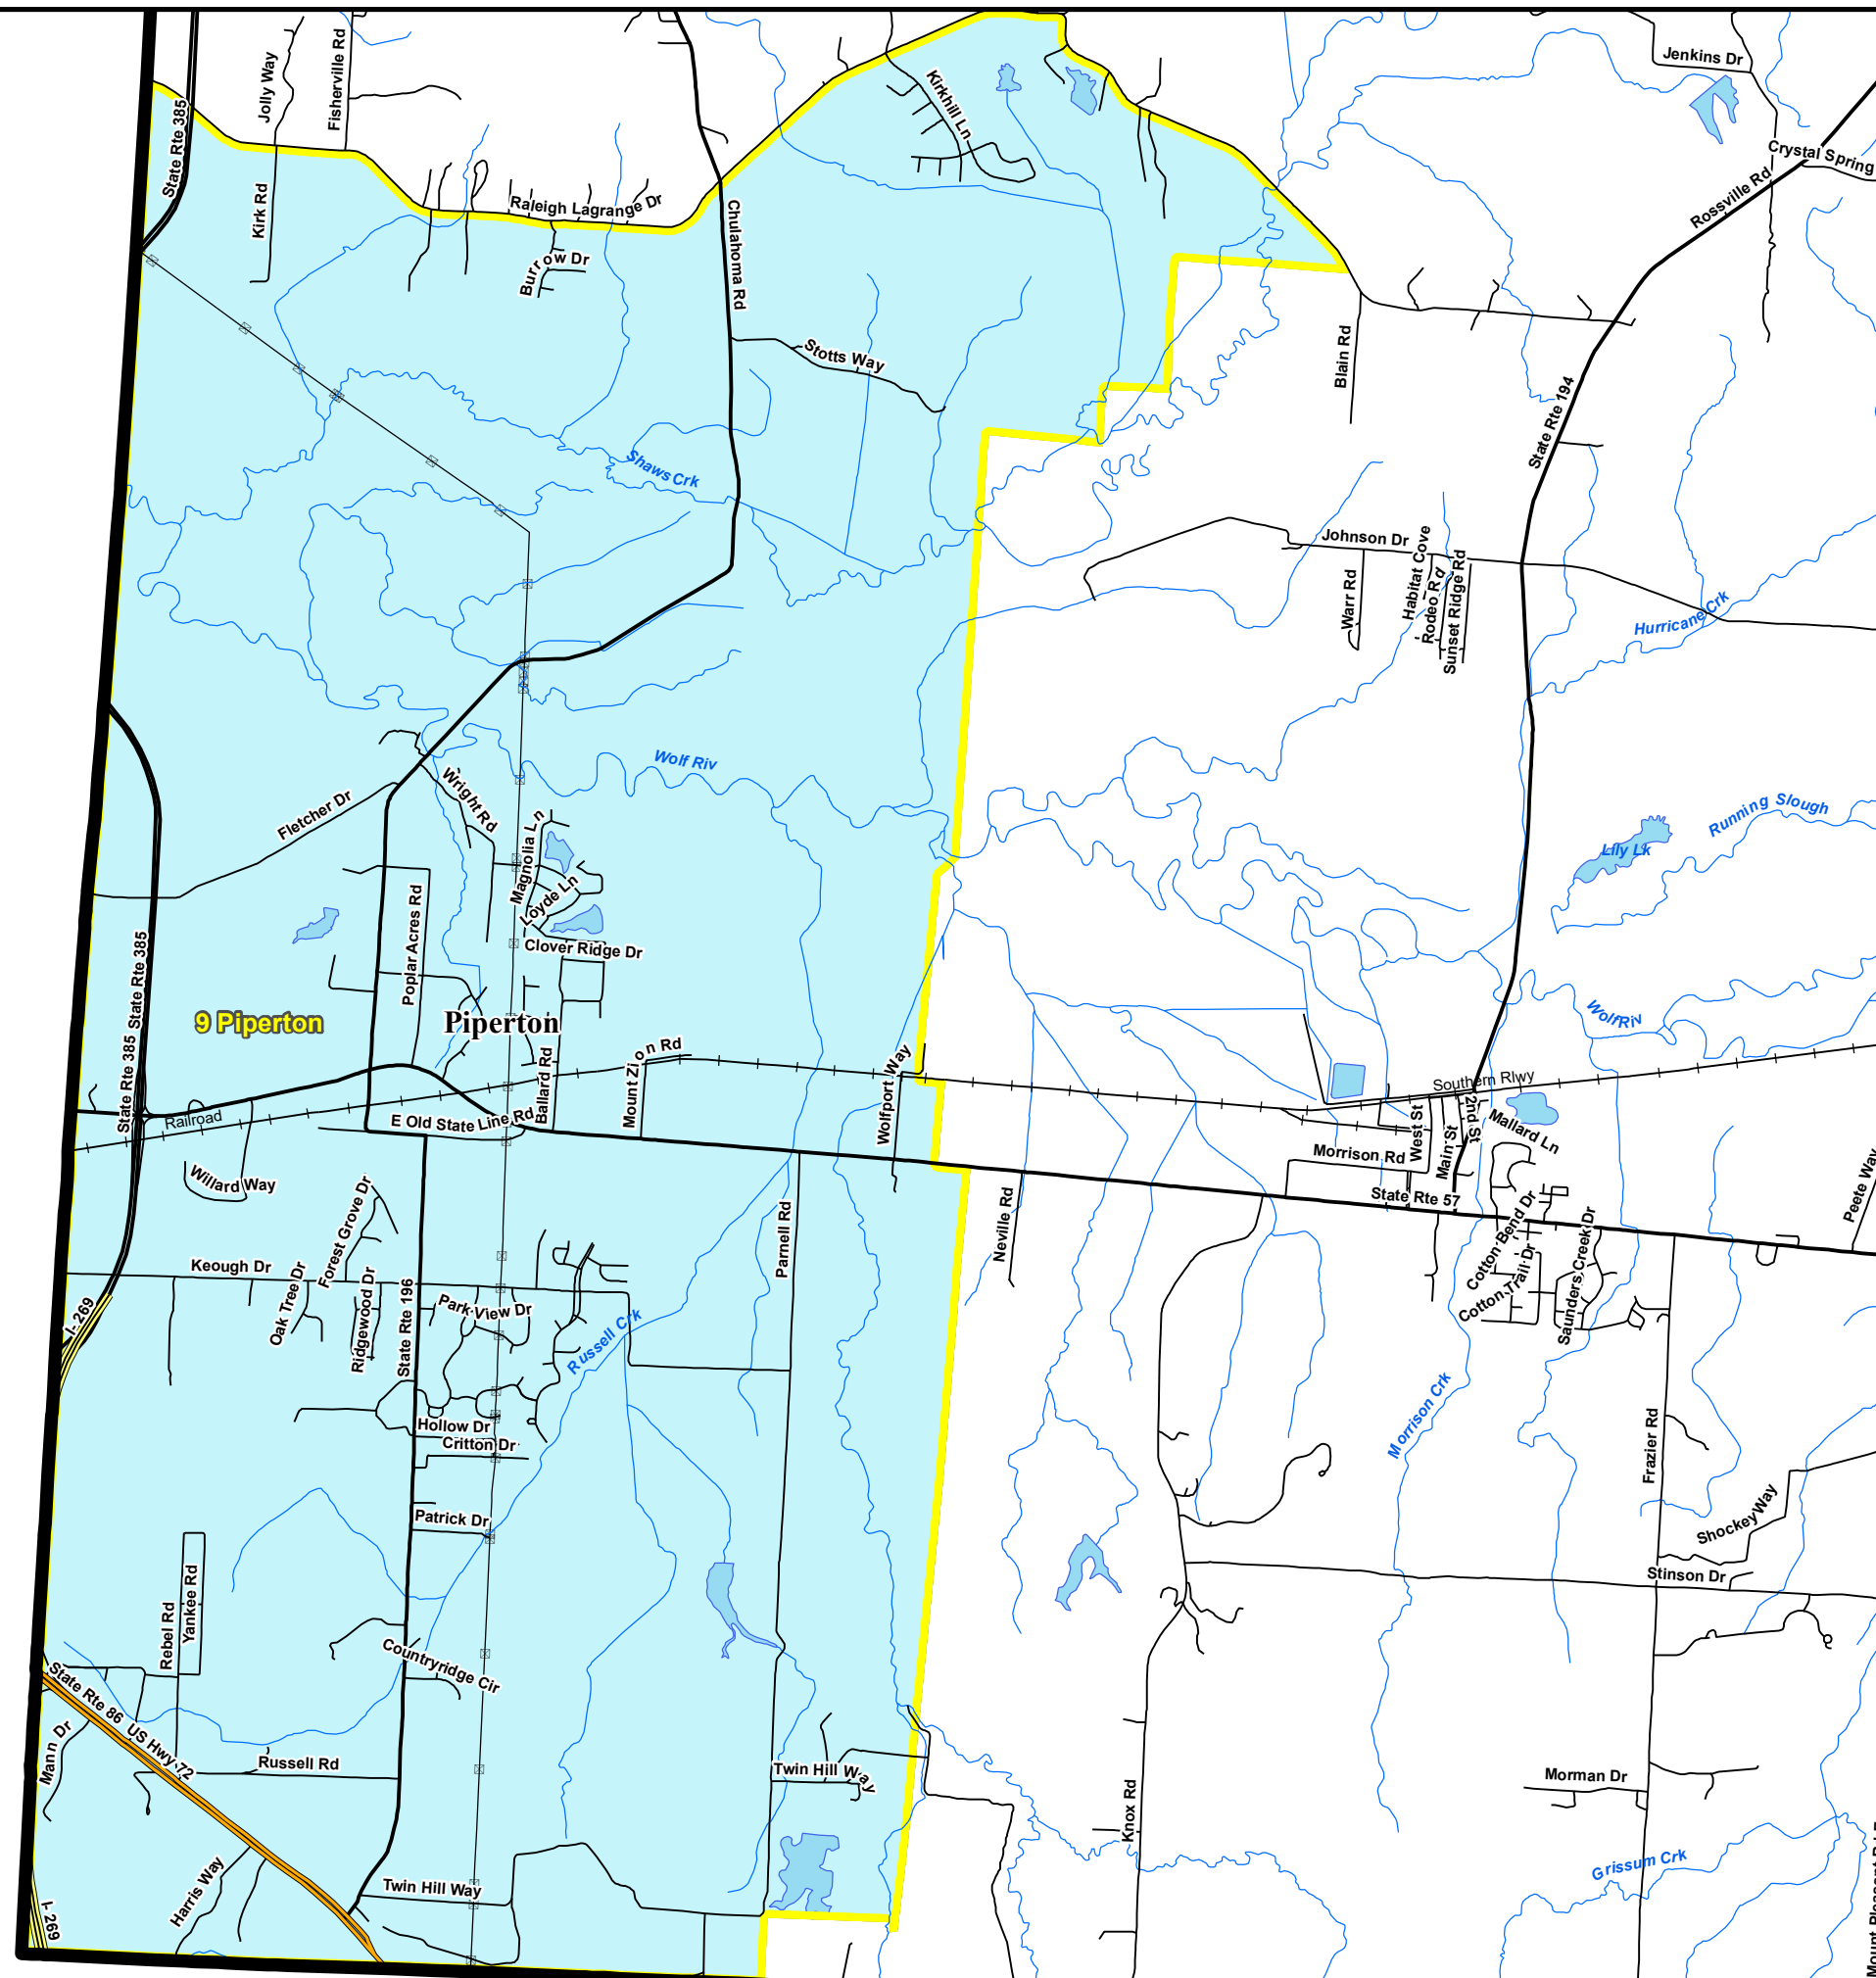 Jolly Way
Fisherville Rd
Jenkins Dr
State Rte 385
Kirkhill Ln
Crystal Spring
Rossville Rd
Kirk Rd
Raleigh Lagrange Dr
Chulahoma Rd
Burrow Dr
Stotts Way
Blain Rd
State Rte 194
Shaws Crk
Johnson Dr
Habitat Cove
Warr Rd
Rodeo Rd
Sunset Ridge Rd
Hurricane Crk
Wolf Riv
Wright Rd
Fletcher Dr
Magnolia Ln
Loyde Ln
Running Slough
Lily Lk
Poplar Acres Rd
Clover Ridge Dr
State Rte 385
State Rte 385
9 Piperton
Piperton
Wolf Riv
Mount Zion Rd
Ballard Rd
Wolfport Way
Southern Rlwy
Railroad
E Old State Line Rd
West St
Main St
2nd St
Mallard Ln
Morrison Rd
State Rte 57
Willard Way
Forest Grove Dr
Parnell Rd
Neville Rd
Cotton Bend Dr
Cotton Trail Dr
Saunders Creek Dr
Peete Way
Keough Dr
Oak Tree Dr
Ridgewood Dr
State Rte 196
Park View Dr
I- 269
Russell Crk
Morrison Crk
Hollow Dr
Critton Dr
Frazier Rd
Patrick Dr
Shockey Way
Stinson Dr
Rebel Rd
Yankee Rd
Countryridge Cir
State Rte 86
US Hwy 72
Mann Dr
Russell Rd
Twin Hill Way
Morman Dr
Knox Rd
Grissum Crk
Harris Way
Twin Hill Way
I- 269
Mount Pleasant Rd